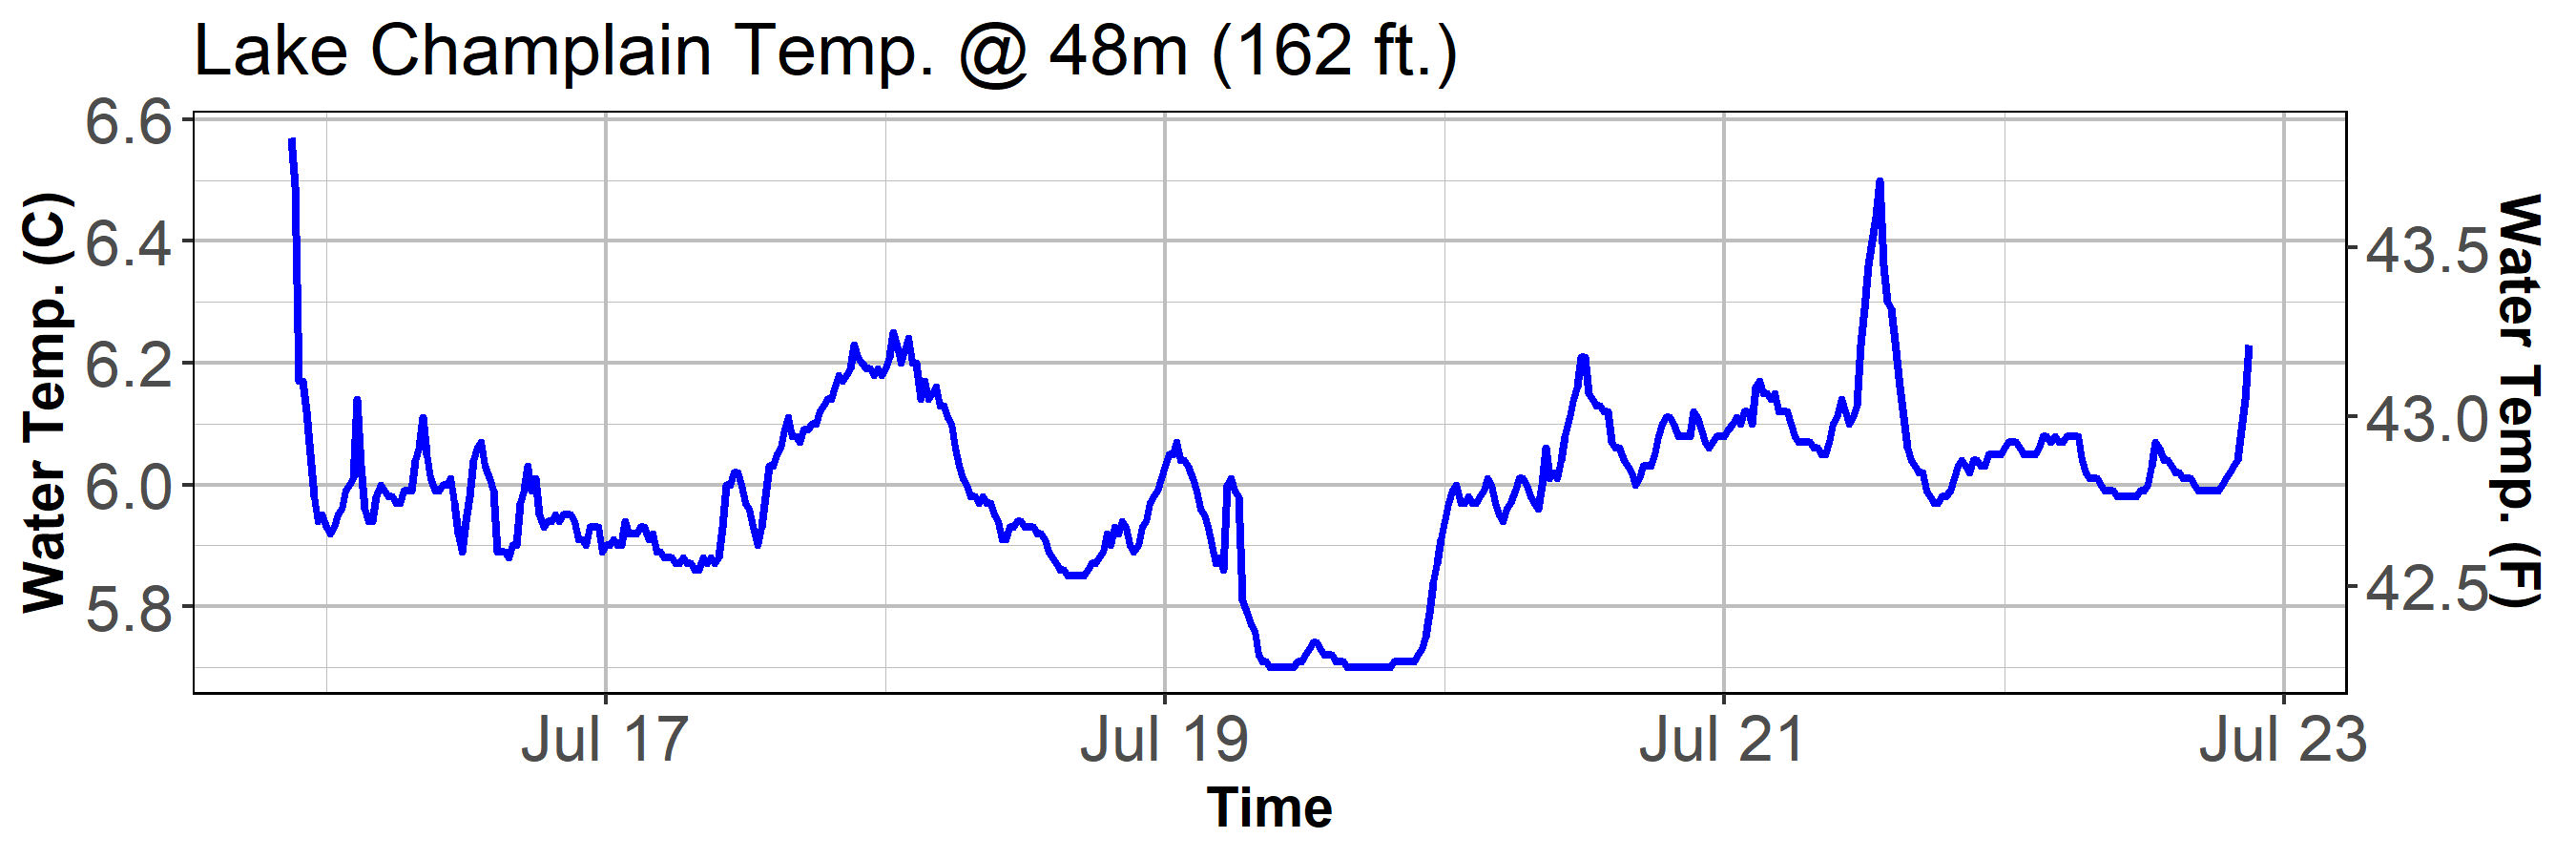 Lake Champlain Temp. @ 48m (162 ft.)
Water Temp. (C)
6.6
6.4
6.2
6.0
5.8
43.5
43.0
42.5
Water Temp. (F)
Jul 17 Jul 19 Jul 21 Jul 23
Time